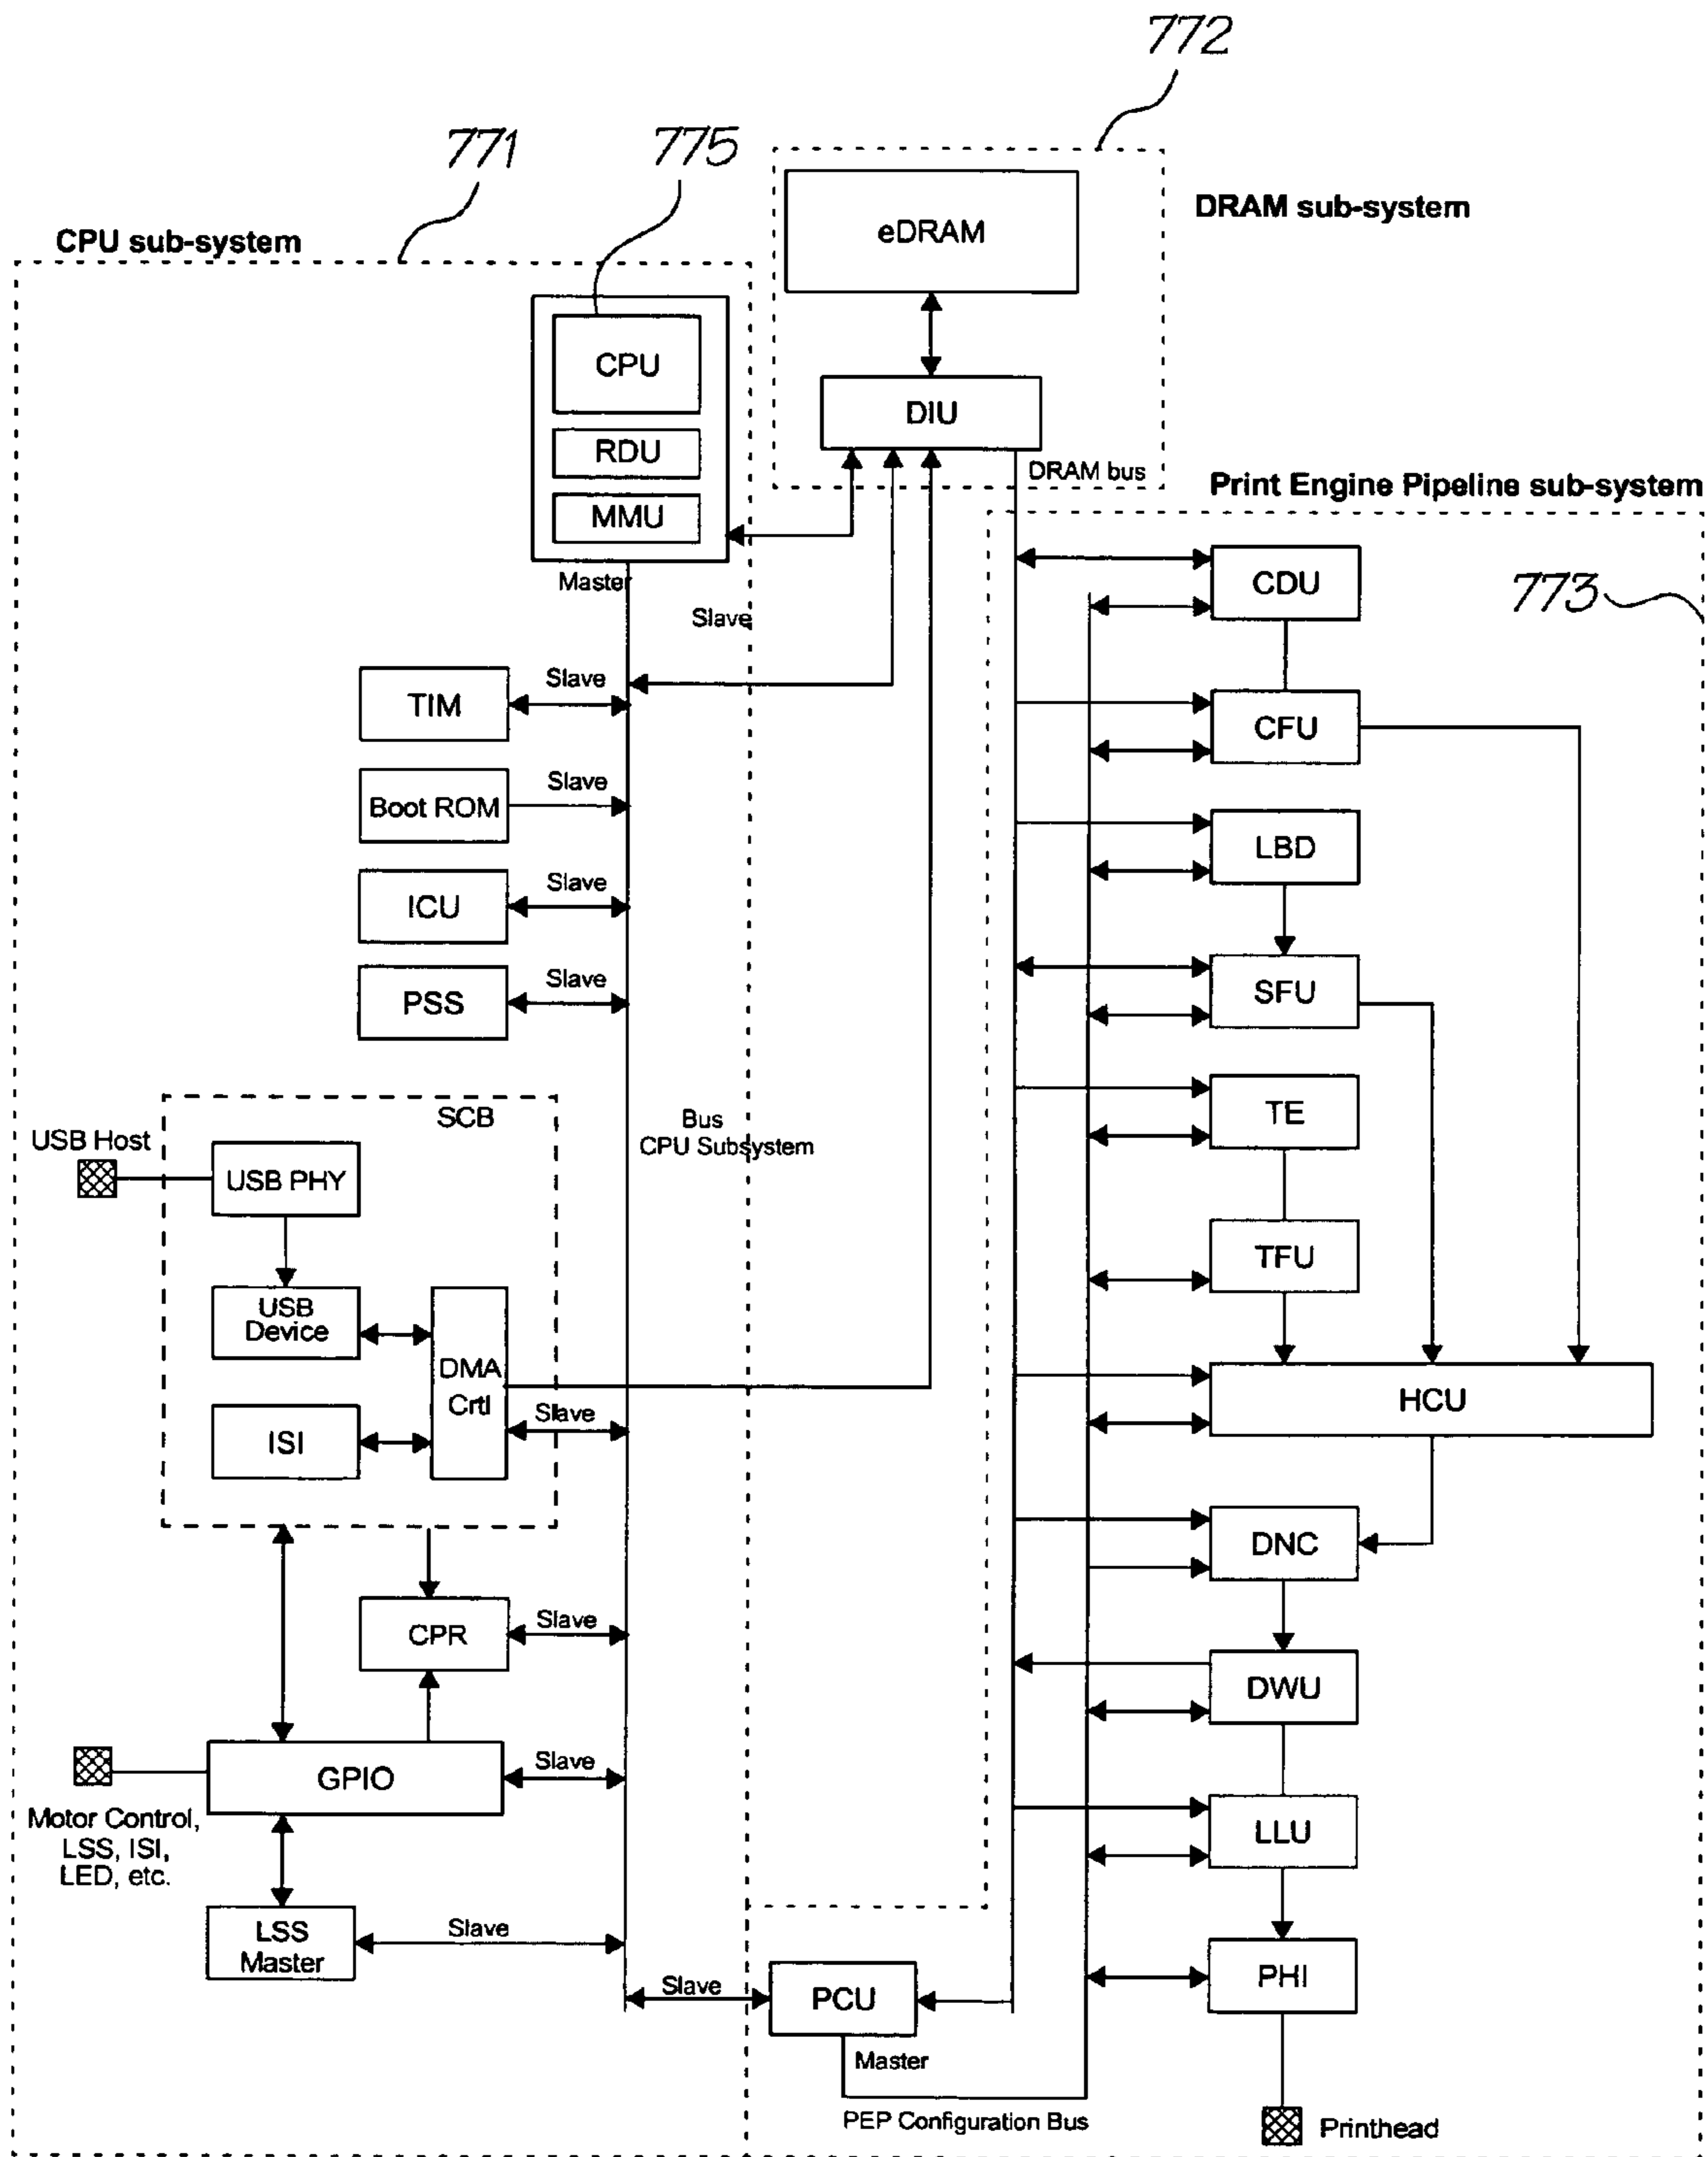 772
771
775
DRAM sub-system
CPU sub-system
eDRAM
CPU
DIU
RDU
DRAM bus
Print Engine Pipeline sub-system
MMU
Master
CDU
773
Slave
TIM
Slave
CFU
Boot ROM
Slave
LBD
ICU
Slave
PSS
Slave
SFU
SCB
Bus
CPU Subsystem
TE
USB Host
USB PHY
TFU
USB
Device
DMA
Crtl
Slave
HCU
ISI
DNC
CPR
Slave
DWU
GPIO
Slave
Motor Control,
LSS, ISI,
LED, etc.
LLU
LSS
Master
Slave
PHI
Slave
PCU
Master
PEP Configuration Bus
Printhead